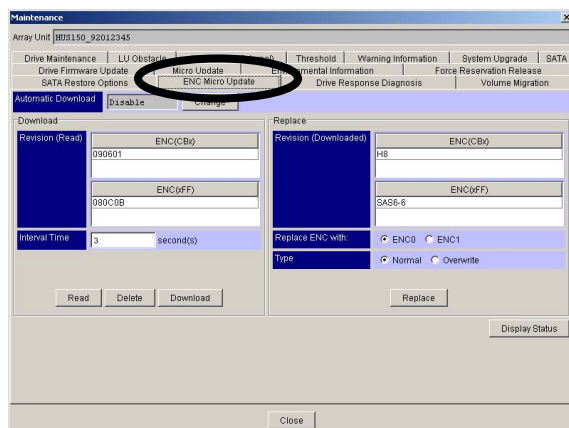 Maintenance
Array Unit HUS150_92012345
Drive Maintenance LU Obstacle Threshold Warning Information System Upgrade SATA
Drive Firmware Update Micro Update Environmental Information Force Reservation Release
SATA Restore Options ENC Micro Update Drive Response Diagnosis Volume Migration
Automatic Download Disable Change
Download Replace
Revision (Read) ENC(CBx) Revision (Downloaded) ENC(CBx)
090601 H8
ENC(xFF) ENC(xFF)
080C0B SAS6-6
Interval Time 3 second(s) Replace ENC with: ENC0 ENC1
Type Normal Overwrite
Read Delete Download Replace
Display Status
Close